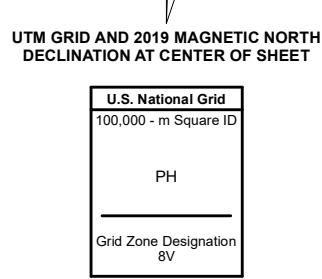 UTM GRID AND 2019 MAGNETIC NORTH
DECLINATION AT CENTER OF SHEET
U.S. National Grid
100,000 - m Square ID
PH
Grid Zone Designation
8V